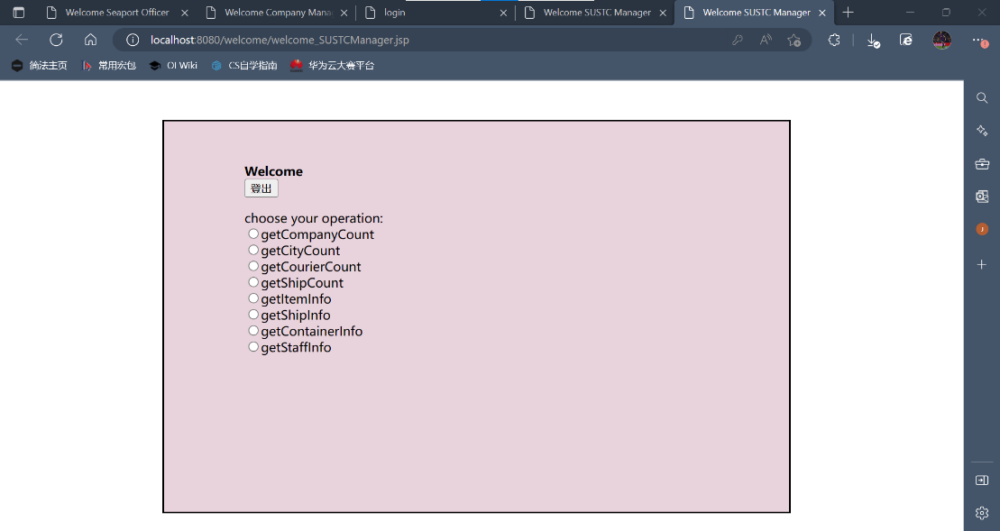 Welcome Seaport Officer
Welcome Company Mana
login
Welcome SUSTC Manager
Welcome SUSTC Manager
localhost:8080/welcome/welcome_SUSTCManager.jsp
简法主页
常用宏包
OI Wiki
CS自学指南
华为云大赛平台
Welcome
登出
choose your operation:
getCompanyCount
getCityCount
getCourierCount
getShipCount
getItemInfo
getShipInfo
getContainerInfo
getStaffInfo
J